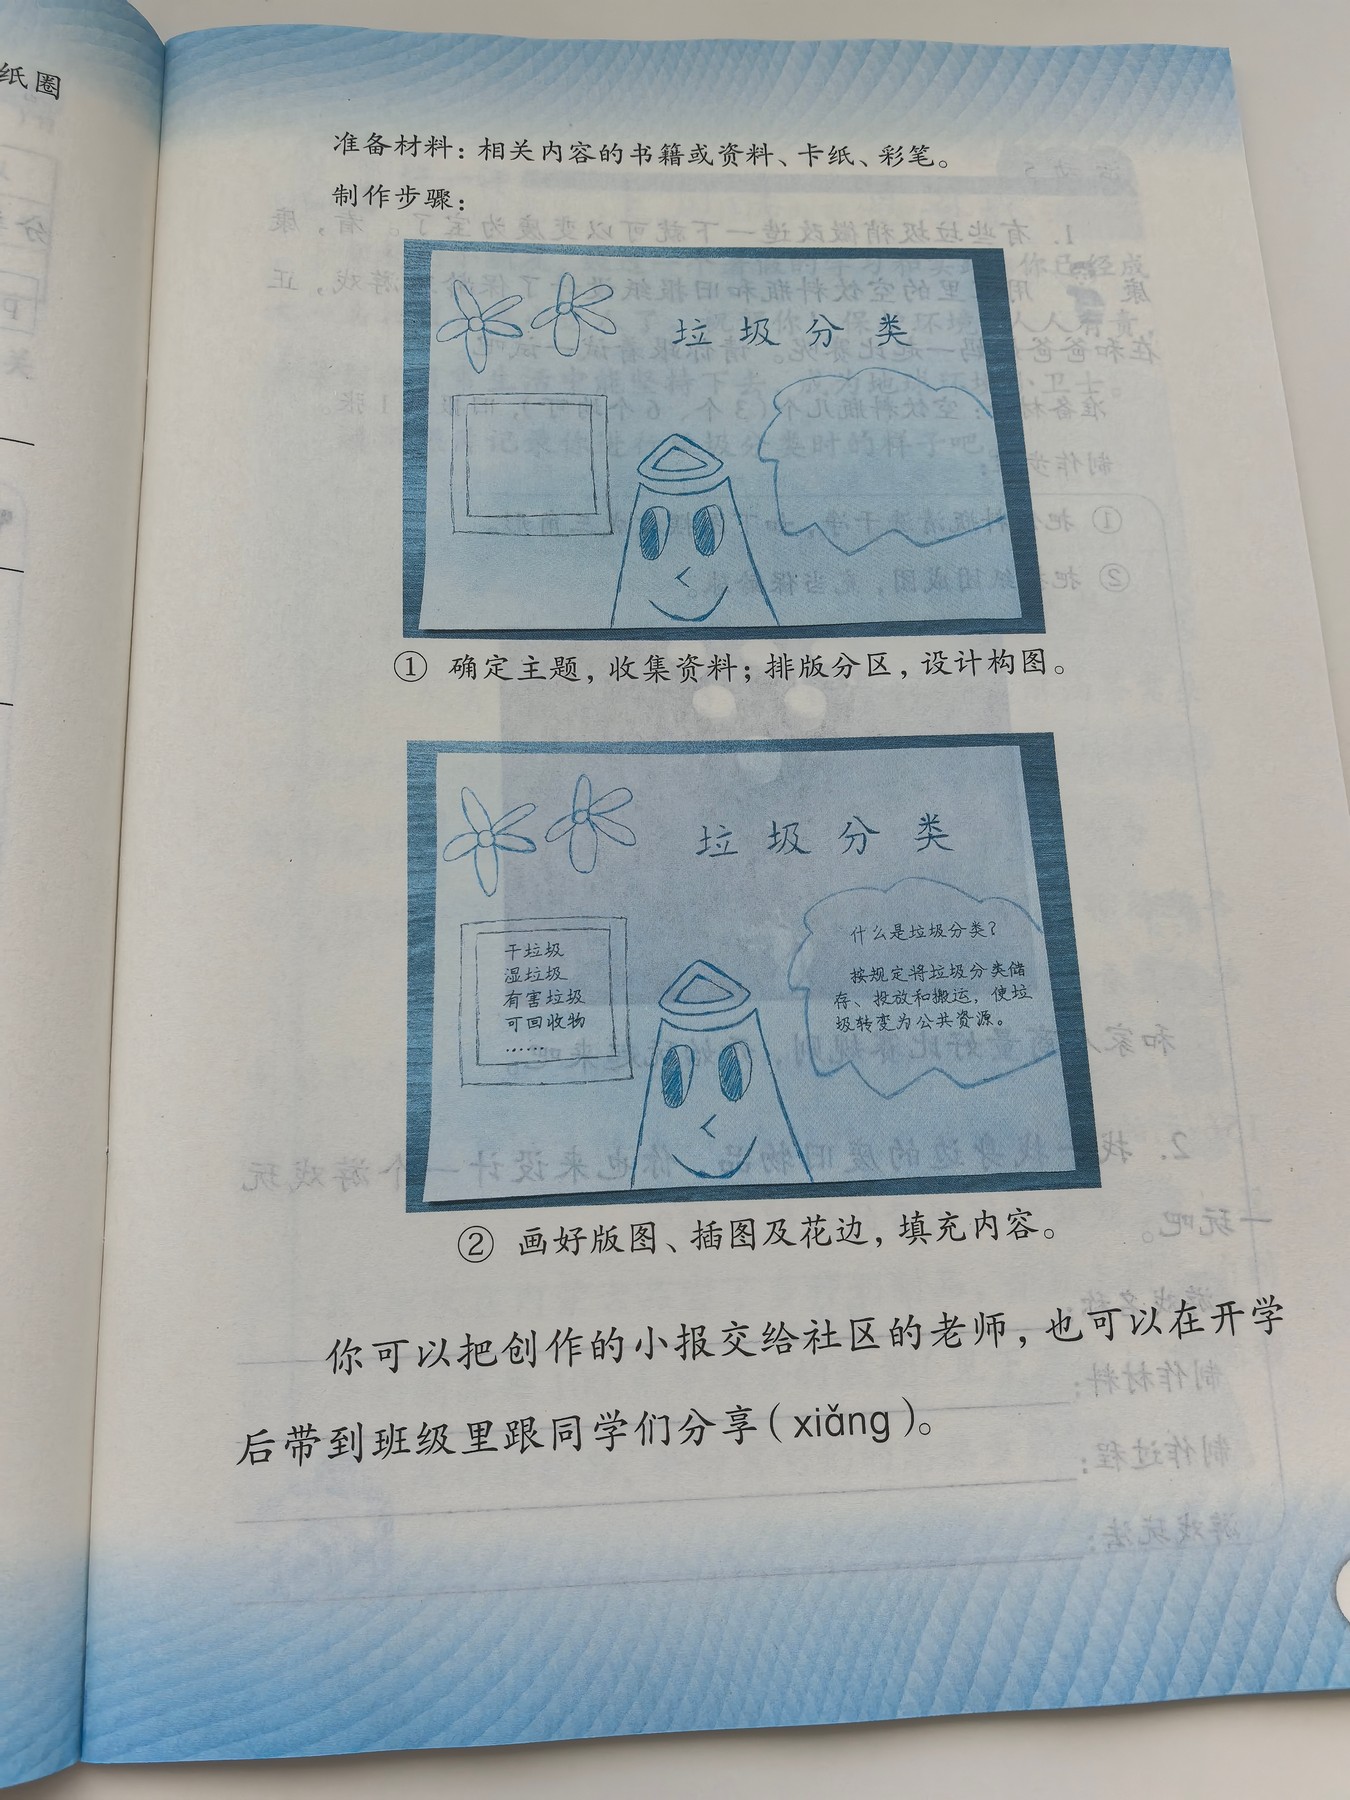 纸圈
准备材料：相关内容的书籍或资料、卡纸、彩笔。
制作步骤：
垃圾分类
① 确定主题，收集资料；排版分区，设计构图。
垃圾分类
干垃圾
湿垃圾
有害垃圾
可回收物
……
什么是垃圾分类？
按规定将垃圾分类储
存、投放和搬运，使垃
圾转变为公共资源。
② 画好版图、插图及花边，填充内容。
你可以把创作的小报交给社区的老师，也可以在开学
后带到班级里跟同学们分享（xiǎng）。